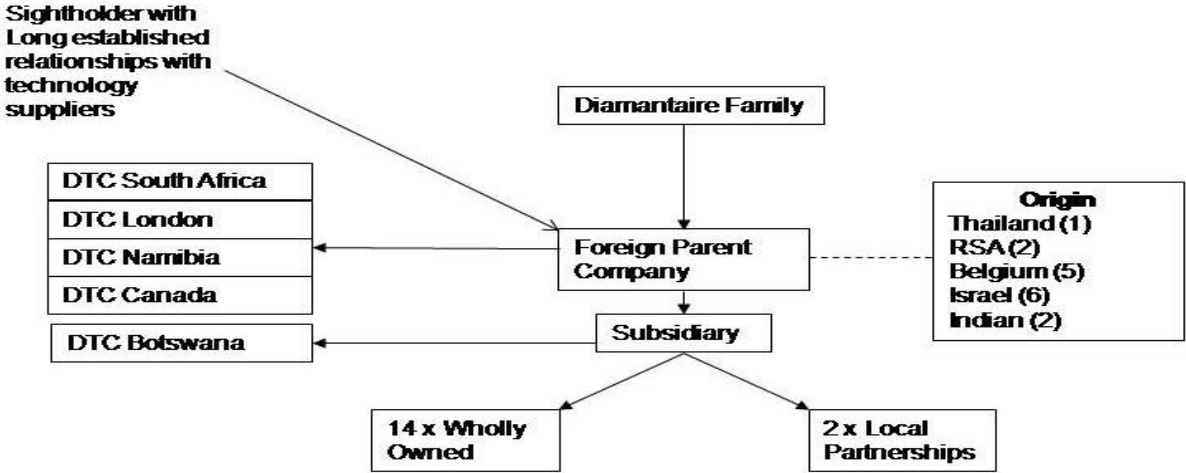 Sightholder with
Long established
relationships with
technology
suppliers
Diamantaire Family
DTC South Africa
DTC London
DTC Namibia
DTC Canada
DTC Botswana
Foreign Parent
Company
Origin
Thailand (1)
RSA (2)
Belgium (5)
Israel (6)
Indian (2)
Subsidiary
14 x Wholly
Owned
2 x Local
Partnerships